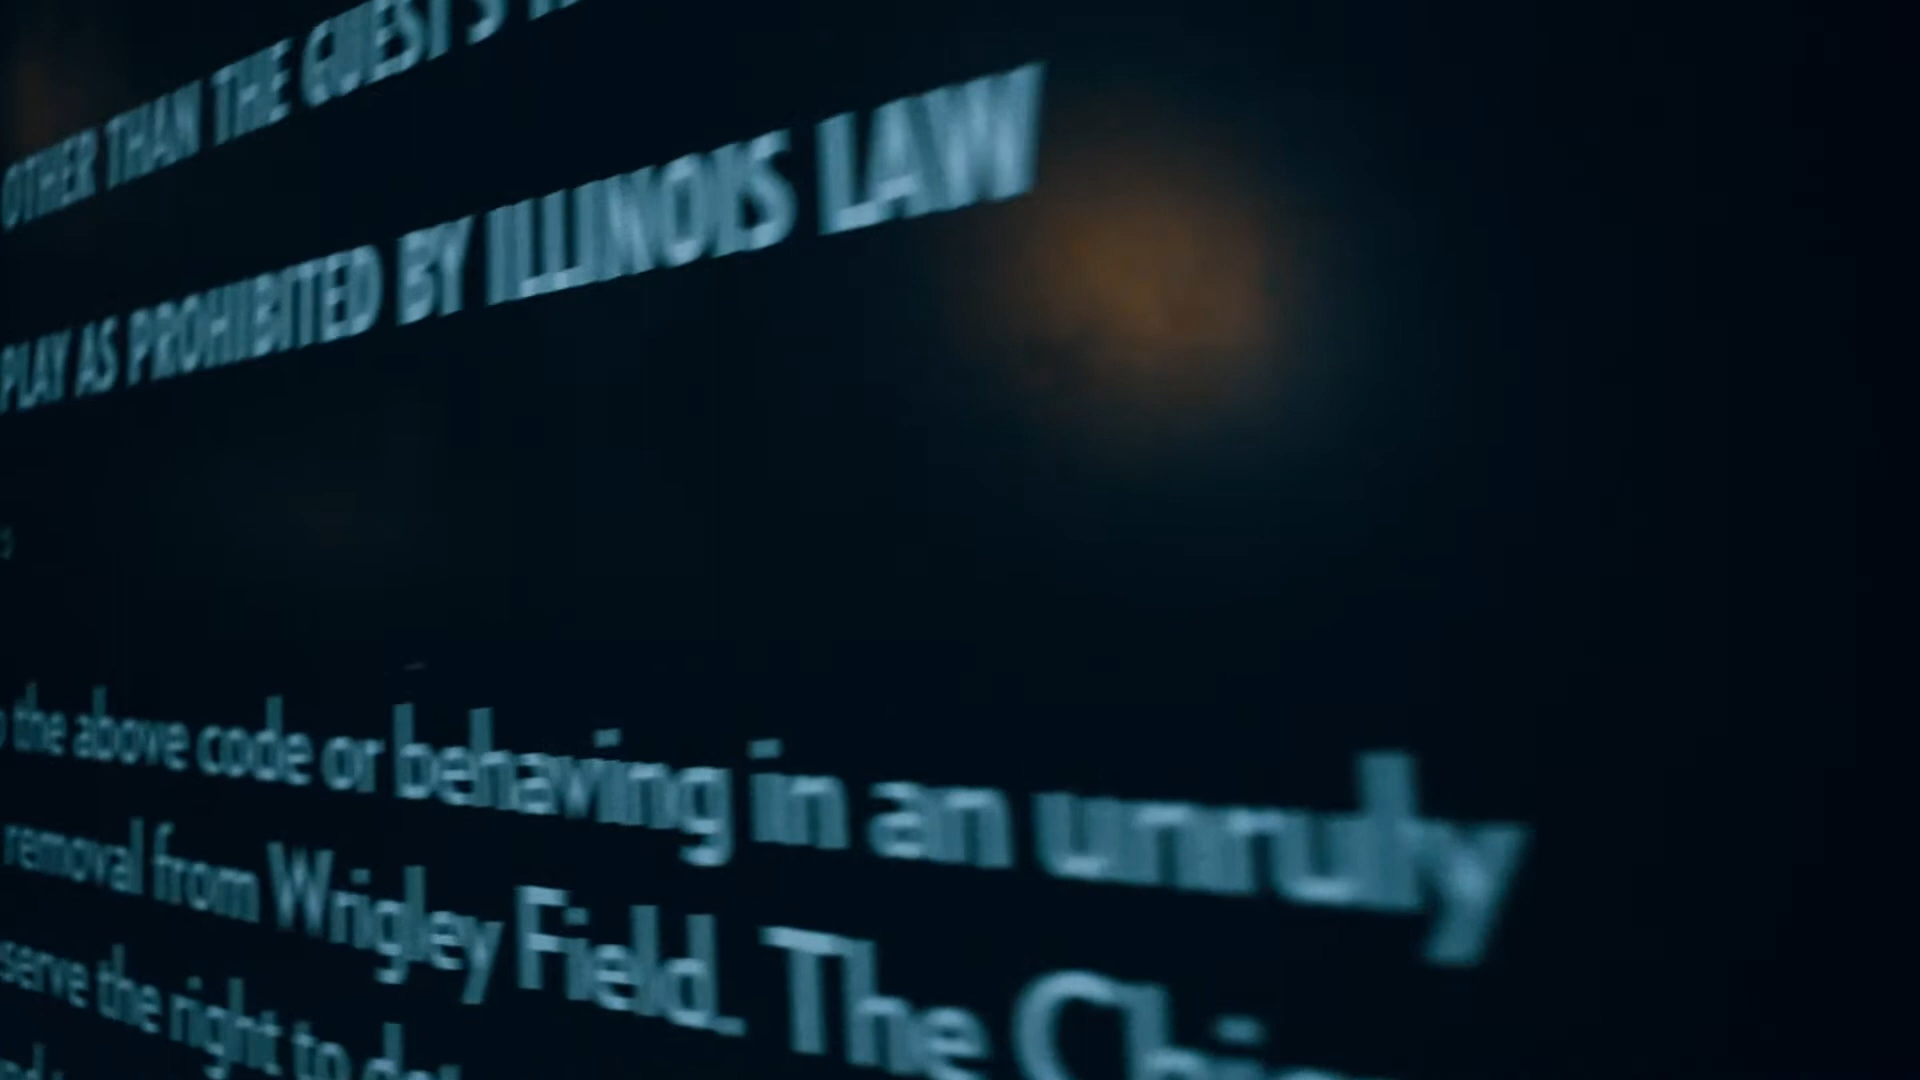 OTHER THAN THE GUEST'S
PLAY AS PROHIBITED BY ILLINOIS LAW
the above code or behaving in an unruly
removal from Wrigley Field. The
serve the right to